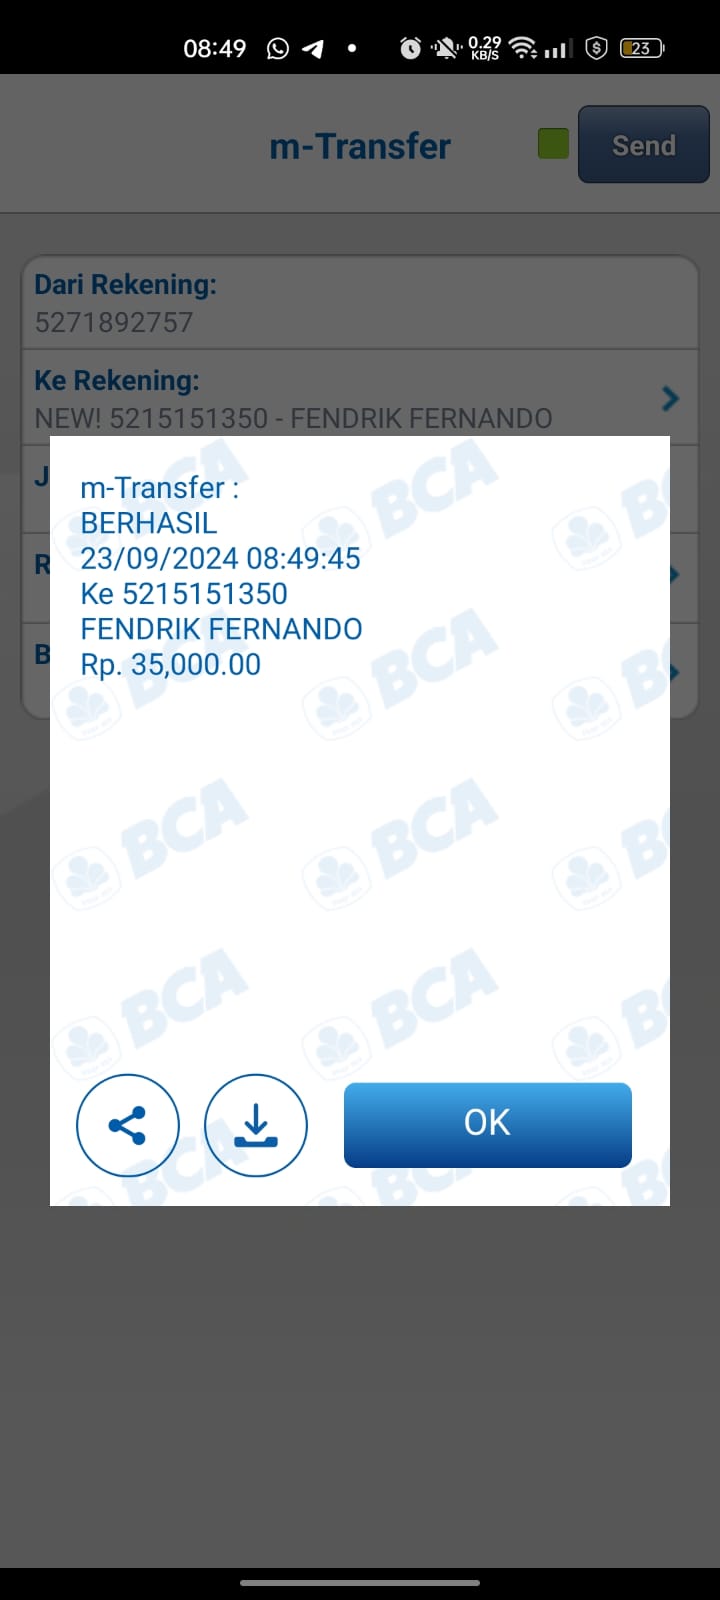 08:49
0.29
KB/S
23
m-Transfer
Send
Dari Rekening:
5271892757
Ke Rekening:
NEW! 5215151350 - FENDRIK FERNANDO
J
R
B
m-Transfer :
BERHASIL
23/09/2024 08:49:45
Ke 5215151350
FENDRIK FERNANDO
Rp. 35,000.00
BCA
OK